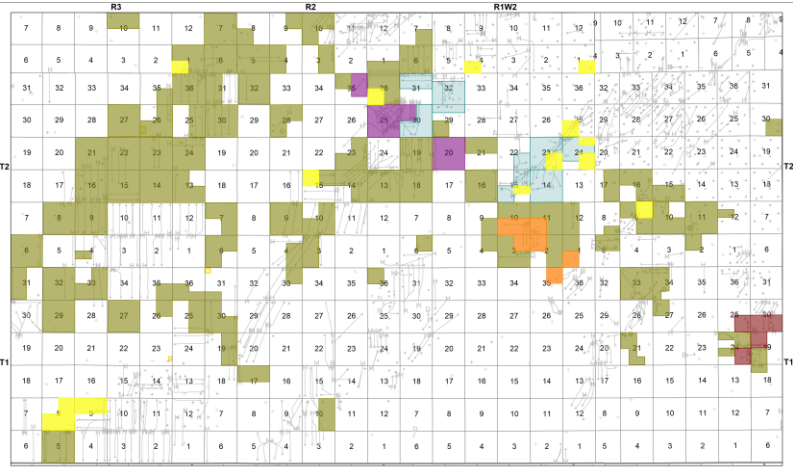 R3 R2 R1W2
7 8 9 10 11 12 7 8 9 10 11 12 7 8 9 10 11 12 9 10 11 12 7 8 9
6 5 4 3 2 1 6 5 4 3 2 1 6 5 4 3 2 1 4 3 2 1 6 5 4
31 32 33 34 35 36 31 32 33 34 35 36 31 32 33 34 35 36 32 33 34 35 36 31
30 29 28 27 26 25 30 29 28 27 26 25 30 29 28 27 26 25 29 28 27 26 25 30
19 20 21 22 23 24 19 20 21 22 23 24 19 20 21 22 23 24 20 21 22 23 24 19
T2 T2
18 17 16 15 14 13 18 17 16 15 14 13 18 17 16 15 14 13 17 16 15 14 13 18
7 8 9 10 11 12 7 8 9 10 11 12 7 8 9 10 11 12 8 9 10 11 12 7
6 5 4 3 2 1 6 5 4 3 2 1 6 5 4 3 2 1 5 4 3 2 1 6
31 32 33 34 35 36 31 32 33 34 35 36 31 32 33 34 35 36 32 33 34 35 36 31
30 29 28 27 26 25 30 29 28 27 26 25 30 29 28 27 26 25 29 28 27 26 25 30
19 20 21 22 23 24 19 20 21 22 23 24 19 20 21 22 23 24 20 21 22 23 24 19
T1 T1
18 17 16 15 14 13 18 17 16 15 14 13 18 17 16 15 14 13 17 16 15 14 13 18
7 8 9 10 11 12 7 8 9 10 11 12 7 8 9 10 11 12 8 9 10 11 12 7
6 5 4 3 2 1 6 5 4 3 2 1 6 5 4 3 2 1 5 4 3 2 1 6